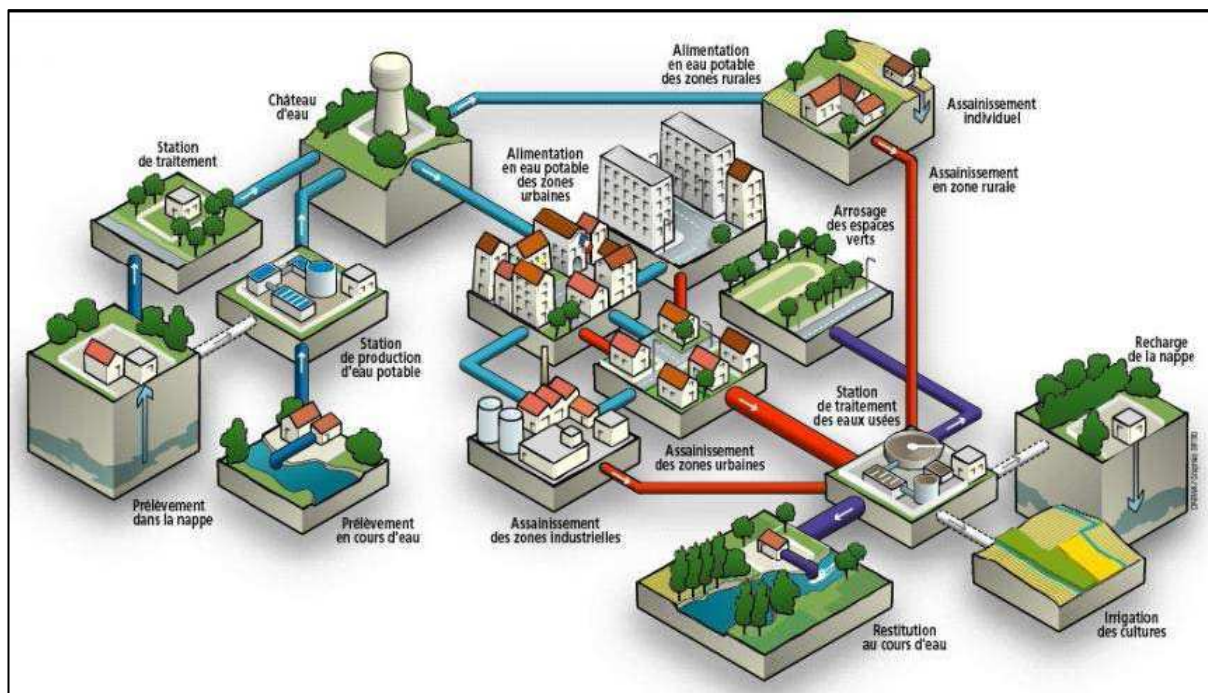 Alimentation
en eau potable
des zones rurales
Château
d'eau
Assainissement
individuel
Station
de traitement
Alimentation
en eau potable
des zones
urbaines
Assainissement
en zone rurale
Arrosage
des espaces
verts
Station
de production
d'eau potable
Recharge
de la nappe
Station
de traitement
des eaux usées
Assainissement
des zones urbaines
Prélèvement
dans la nappe
Prélèvement
en cours d'eau
Assainissement
des zones industrielles
Restitution
au cours d'eau
Irrigation
des cultures